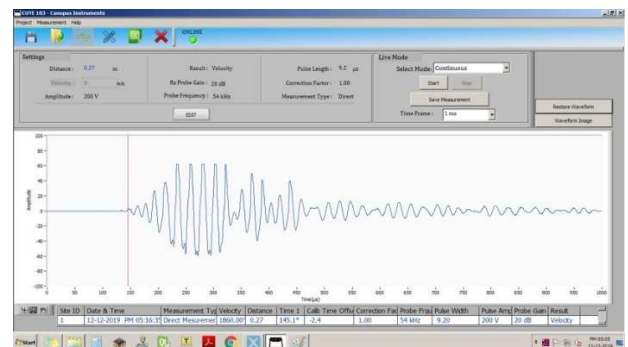 CUTE 103 - Canopus Instruments
Project Measurement Help
ONLINE
Settings
Distance : 0.27 m
Velocity : 0 m/s
Amplitude : 200 V
Result : Velocity
Rx Probe Gain : 20 dB
Probe Frequency : 54 kHz
Pulse Length : 9.2 µs
Correction Factor : 1.00
Measurement Type : Direct
EDIT
Live Mode
Select Mode: Continuous
Start Stop
Save Measurement
Time Frame : 1 ms
Restore Waveform
Waveform Image
Amplitude
100
80
60
40
20
0
-20
-40
-60
-80
-100
0 50 100 150 200 250 300 350 400 450 500 550 600 650 700 750 800 850 900 950 1000
Time(µs)
Site ID Date & Time Measurement Typ Velocity Distance Time 1 Calib Time Offse Correction Fac Probe Frqu Pulse Width Pulse Amp Probe Gain Result
1 12-12-2019 PM 05:16:35 Direct Mesuremer 1860.00* 0.27 145.1* -2.4 1.00 54 kHz 9.20 200 V 20 dB Velocity
Start
PM 05:05